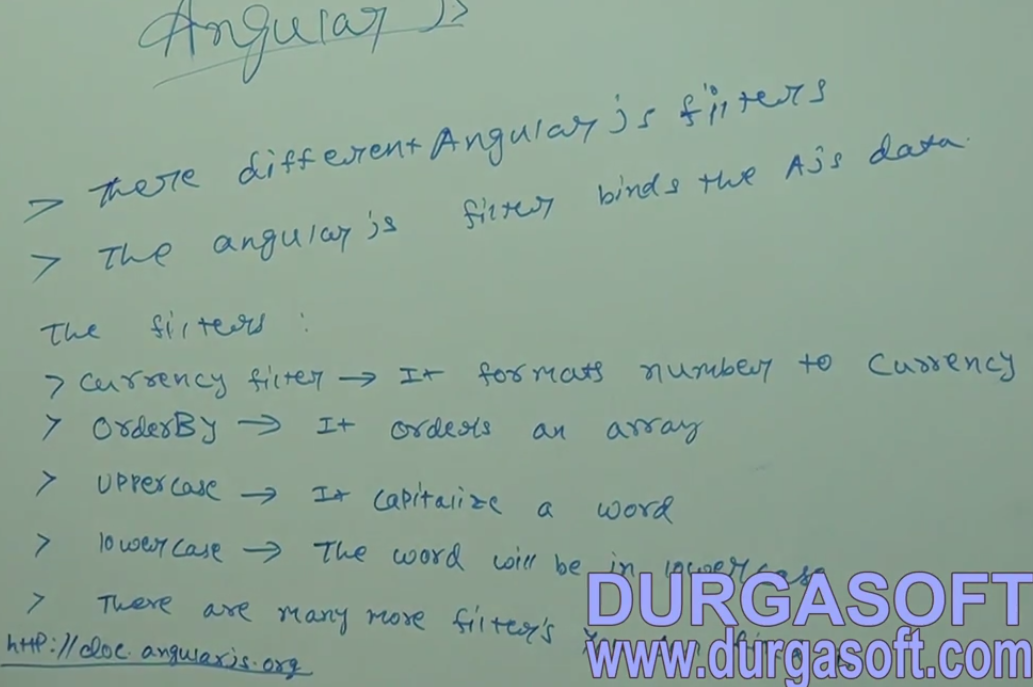 Angular Js
> There different Angular js filters
> The angular js filter binds the AJs data.
The filters :
> Currency filter → It formats number to currency
> OrderBy → It orders an array
> Uppercase → It capitalize a word
> lowercase → The word will be in lowercase
> There are many more filter's
http://doc.angularjs.org
DURGASOFT
www.durgasoft.com